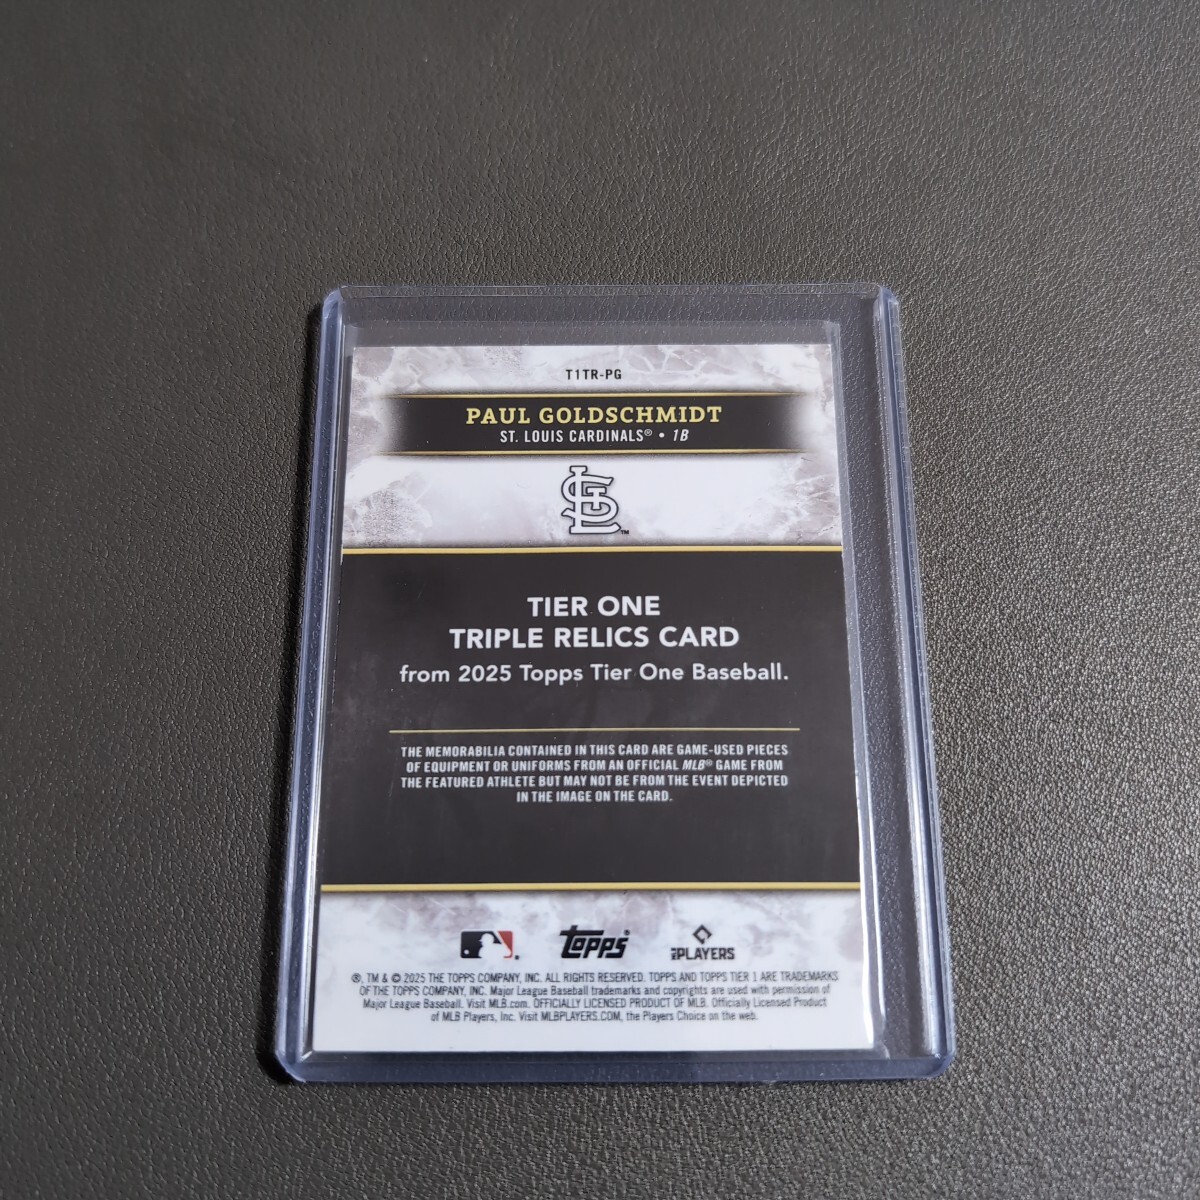 T1TR-PG
PAUL GOLDSCHMIDT
ST. LOUIS CARDINALS® • 1B
STL™
TIER ONE
TRIPLE RELICS CARD
from 2025 Topps Tier One Baseball.
THE MEMORABILIA CONTAINED IN THIS CARD ARE GAME-USED PIECES
OF EQUIPMENT OR UNIFORMS FROM AN OFFICIAL MLB® GAME FROM
THE FEATURED ATHLETE BUT MAY NOT BE FROM THE EVENT DEPICTED
IN THE IMAGE ON THE CARD.
Topps® MLB PLAYERS
®, TM & © 2025 THE TOPPS COMPANY, INC. ALL RIGHTS RESERVED. TOPPS AND TOPPS TIER 1 ARE TRADEMARKS
OF THE TOPPS COMPANY, INC. Major League Baseball trademarks and copyrights are used with permission of
Major League Baseball. Visit MLB.com. OFFICIALLY LICENSED PRODUCT OF MLB. Officially Licensed Product
of MLB Players, Inc. Visit MLBPLAYERS.COM, the Players Choice on the web.